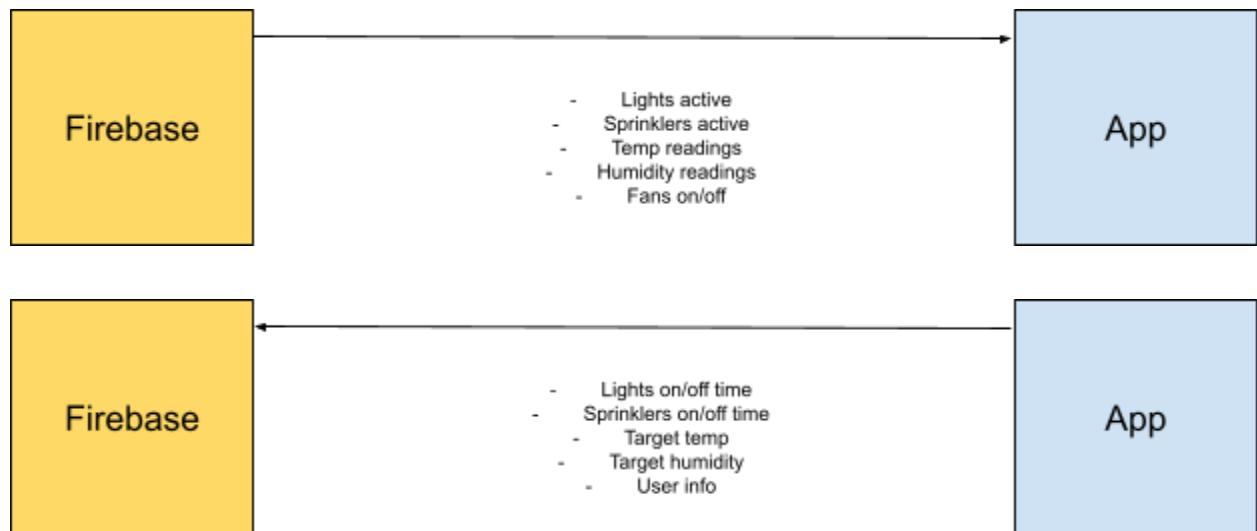 Firebase
App
- Lights active
- Sprinklers active
- Temp readings
- Humidity readings
- Fans on/off
Firebase
App
- Lights on/off time
- Sprinklers on/off time
- Target temp
- Target humidity
- User info